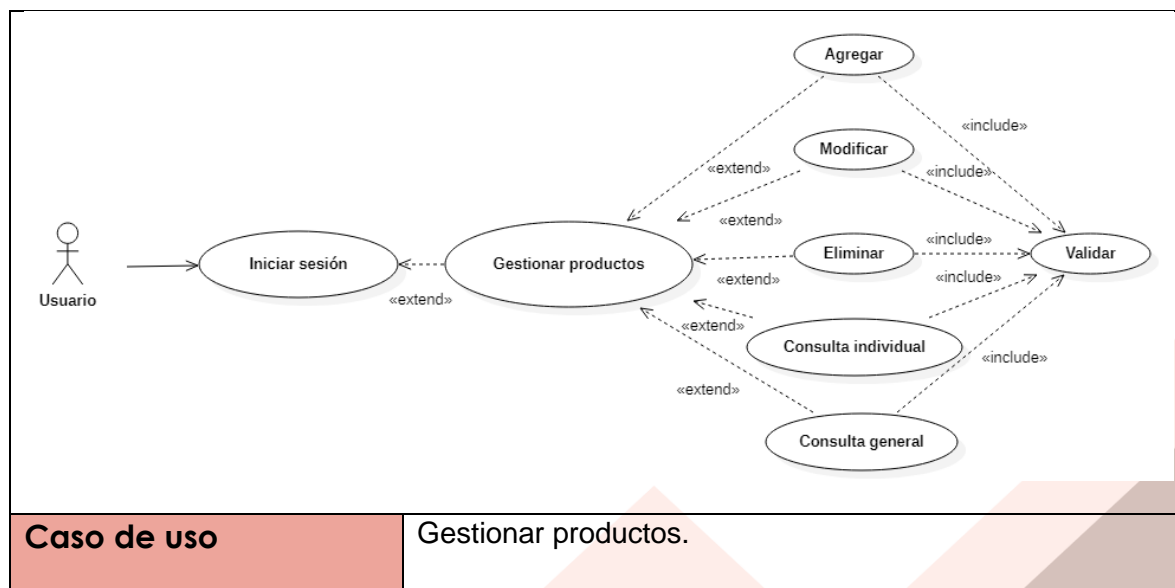 Agregar
«include»
Modificar
«extend»
«include»
«extend»
Eliminar
«include»
Validar
Iniciar sesión
Gestionar productos
«extend»
«include»
Usuario
«extend»
«extend»
Consulta individual
«include»
«extend»
Consulta general
Caso de uso
Gestionar productos.